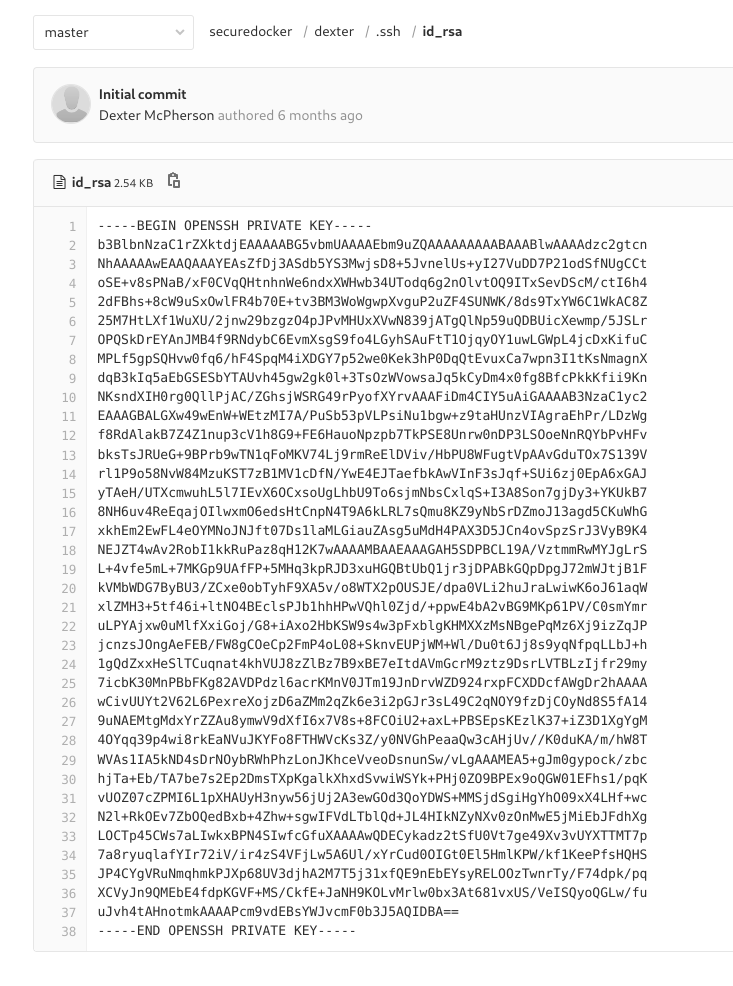 master
securedocker / dexter / .ssh / id_rsa
Initial commit
Dexter McPherson authored 6 months ago
id_rsa 2.54 KB
1 -----BEGIN OPENSSH PRIVATE KEY-----
2 b3BlbnNzaC1rZXktdjEAAAAABG5vbmUAAAAEbm9uZQAAAAAAAAABAAABlwAAAAdzc2gtcn
3 NhAAAAAwEAAQAAAYEAsZfDj3ASdb5YS3MwjsD8+5JvnelUs+yI27VuDD7P21odSfNUgCCt
4 oSE+v8sPNaB/xF0CVqQHtnhnWe6ndxXWHwb34UTodq6g2nOlvtOQ9ITxSevDScM/ctI6h4
5 2dFBhs+8cW9uSxOwlFR4b70E+tv3BM3WoWgwpXvguP2uZF4SUNWK/8ds9TxYW6C1WkAC8Z
6 25M7HtLXf1WuXU/2jnw29bzgzO4pJPvMHUxXVwN839jATgQlNp59uQDBUicXewmp/5JSLr
7 OPQSkDrEYAnJMB4f9RNdybC6EvmXsgS9fo4LGyhSAuFtT1OjqyOY1uwLGWpL4jcDxKifuC
8 MPLf5gpSQHvw0fq6/hF4SpqM4iXDGY7p52we0Kek3hP0DqQtEvuxCa7wpn3I1tKsNmagnX
9 dqB3kIq5aEbGSESbYTAUvh45gw2gk0l+3TsOzWVowsaJq5kCyDm4x0fg8BfcPkkKfii9Kn
10 NKsndXIH0rg0QllPjAC/ZGhsjWSRG49rPyofXYrvAAAFiDm4CIY5uAiGAAAAB3NzaC1yc2
11 EAAAGBALGXw49wEnW+WEtzMI7A/PuSb53pVLPsiNu1bgw+z9taHUnzVIAgraEhPr/LDzWg
12 f8RdAlakB7Z4Z1nup3cV1h8G9+FE6HauoNpzpb7TkPSE8Unrw0nDP3LSOoeNnRQYbPvHFv
13 bksTsJRUeG+9BPrb9wTN1qFoMKV74Lj9rmReElDViv/HbPU8WFugtVpAAvGduTOx7S139V
14 rl1P9o58NvW84MzuKST7zB1MV1cDfN/YwE4EJTaefbkAwVInF3sJqf+SUi6zj0EpA6xGAJ
15 yTAeH/UTXcmwuhL5l7IEvX6OCxsoUgLhbU9To6sjmNbsCxlqS+I3A8Son7gjDy3+YKUkB7
16 8NH6uv4ReEqajOIlwxmO6edsHtCnpN4T9A6kLRL7sQmu8KZ9yNbSrDZmoJ13agd5CKuWhG
17 xkhEm2EwFL4eOYMNoJNJft07Ds1laMLGiauZAsg5uMdH4PAX3D5JCn4ovSpzSrJ3VyB9K4
18 NEJZT4wAv2RobI1kkRuPaz8qH12K7wAAAAMBAAEAAAGAH5SDPBCL19A/VztmmRwMYJgLrS
19 L+4vfe5mL+7MKGp9UAfFP+5MHq3kpRJD3xuHGQBtUbQ1jr3jDPABkGQpDpgJ72mWJtjB1F
20 kVMbWDG7ByBU3/ZCxe0obTyhF9XA5v/o8WTX2pOUSJE/dpa0VLi2huJraLwiwK6oJ61aqW
21 xlZMH3+5tf46i+ltNO4BEclsPJb1hhHPwVQhl0Zjd/+ppwE4bA2vBG9MKp61PV/C0smYmr
22 uLPYAjxw0uMlfXxiGoj/G8+iAxo2HbKSW9s4w3pFxblgKHMXXzMsNBgePqMz6Xj9izZqJP
23 jcnzsJOngAeFEB/FW8gCOeCp2FmP4oL08+SknvEUPjWM+Wl/Du0t6Jj8s9yqNfpqLLbJ+h
24 1gQdZxxHeSlTCuqnat4khVUJ8zZlBz7B9xBE7eItdAVmGcrM9ztz9DsrLVTBLzIjfr29my
25 7icbK30MnPBbFKg82AVDPdzl6acrKMnV0JTm19JnDrvWZD924rxpFCXDDcfAWgDr2hAAAA
26 wCivUUYt2V62L6PexreXojzD6aZMm2qZk6e3i2pGJr3sL49C2qNOY9fzDjCOyNd8S5fA14
27 9uNAEMtgMdxYrZZAu8ymwV9dXfI6x7V8s+8FCOiU2+axL+PBSEpsKEzlK37+iZ3D1XgYgM
28 4OYqq39p4wi8rkEaNVuJKYFo8FTHWVcKs3Z/y0NVGhPeaaQw3cAHjUv//K0duKA/m/hW8T
29 WVAs1IA5kND4sDrNOybRWhPhzLonJKhceVveoDsnunSw/vLgAAAMEA5+gJm0gypock/zbc
30 hjTa+Eb/TA7be7s2Ep2DmsTXpKgalkXhxdSvwiWSYk+PHj0ZO9BPEx9oQGW01EFhs1/pqK
31 vUOZ07cZPMI6L1pXHAUyH3nyw56jUj2A3ewGOd3QoYDWS+MMSjdSgiHgYhO09xX4LHf+wc
32 N2l+RkOEv7ZbOQedBxb+4Zhw+sgwIFVdLTblQd+JL4HIkNZyNXv0zOnMwE5jMiEbJFdhXg
33 LOCTp45CWs7aLIwkxBPN4SIwfcGfuXAAAAwQDECykadz2tSfU0Vt7ge49Xv3vUYXTTMT7p
34 7a8ryuqlafYIr72iV/ir4zS4VFjLw5A6Ul/xYrCud0OIGt0El5HmlKPW/kf1KeePfsHQHS
35 JP4CYgVRuNmqhmkPJXp68UV3djhA2M7T5j31xfQE9nEbEYsyRELOOzTwnrTy/F74dpk/pq
36 XCVyJn9QMEbE4fdpKGVF+MS/CkfE+JaNH9KOLvMrlw0bx3At681vxUS/VeISQyoQGLw/fu
37 uJvh4tAHnotmkAAAAPcm9vdEBsYWJvcmF0b3J5AQIDBA==
38 -----END OPENSSH PRIVATE KEY-----